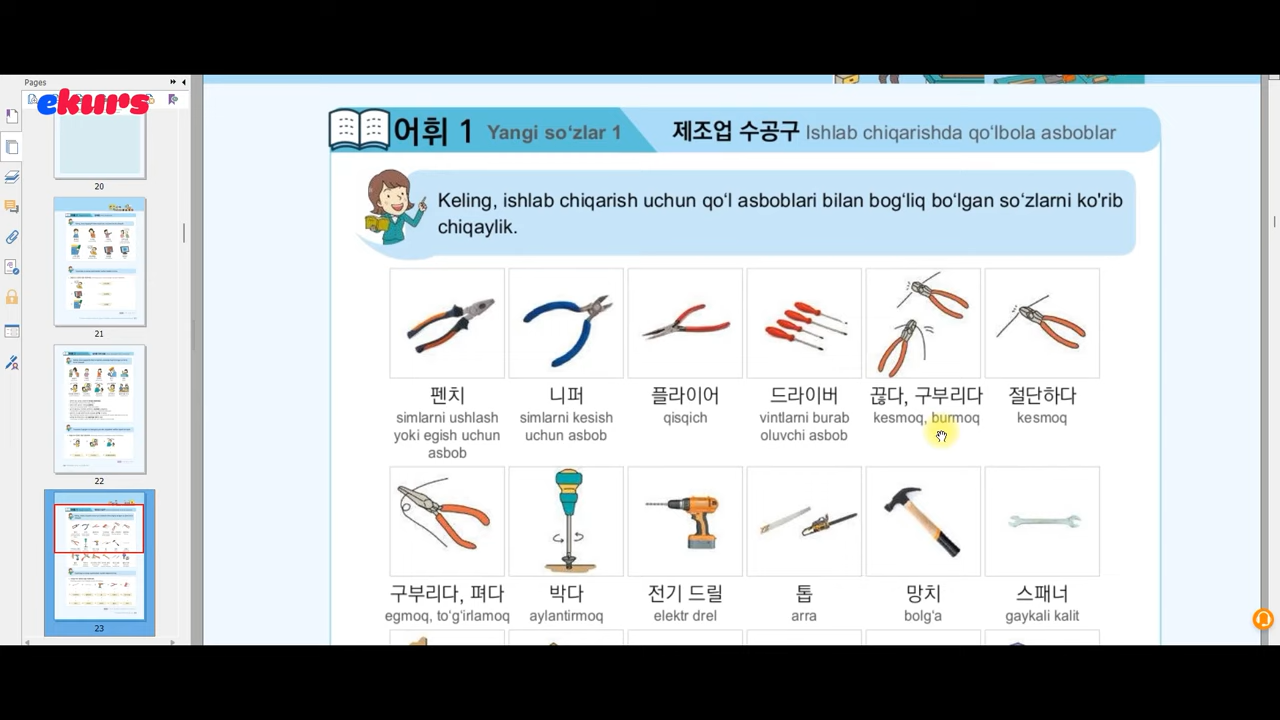 Pages
ekurs
20
21
22
23
어휘 1 Yangi so‘zlar 1 제조업 수공구 Ishlab chiqarishda qo‘lbola asboblar
Keling, ishlab chiqarish uchun qo‘l asboblari bilan bog‘liq bo‘lgan so‘zlarni ko'rib
chiqaylik.
펜치 니퍼 플라이어 드라이버 끊다, 구부리다 절단하다
simlarni ushlash simlarni kesish qisqich vintlarni burab kesmoq, burmoq kesmoq
yoki egish uchun uchun asbob oluvchi asbob
asbob
구부리다, 펴다 박다 전기 드릴 톱 망치 스패너
egmoq, to‘g‘irlamoq aylantirmoq elektr drel arra bolg‘a gaykali kalit